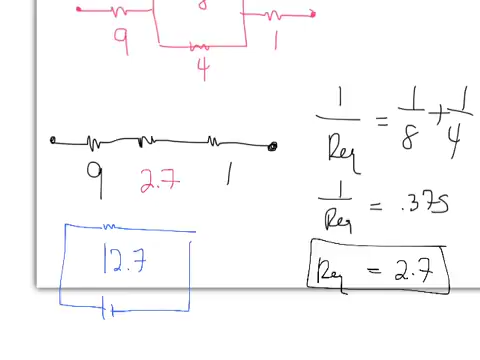 8
9 4 1
1/Req = 1/8 + 1/4
9 2.7 1
1/Req = .375
12.7
Req = 2.7